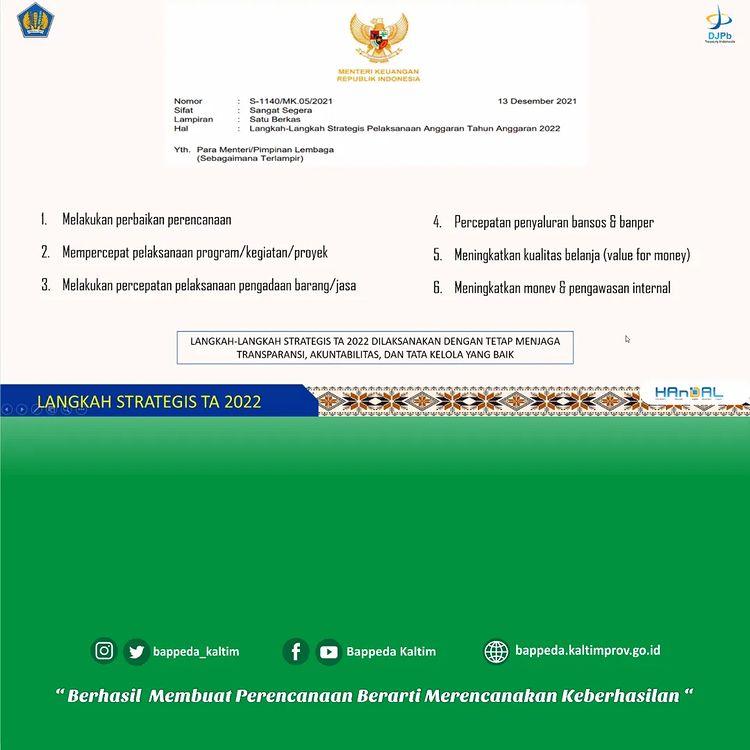 DJPb
Treasury Indonesia
MENTERI KEUANGAN
REPUBLIK INDONESIA
Nomor : S-1140/MK.05/2021 13 Desember 2021
Sifat : Sangat Segera
Lampiran : Satu Berkas
Hal : Langkah-Langkah Strategis Pelaksanaan Anggaran Tahun Anggaran 2022
Yth. Para Menteri/Pimpinan Lembaga
(Sebagaimana Terlampir)
1. Melakukan perbaikan perencanaan
2. Mempercepat pelaksanaan program/kegiatan/proyek
3. Melakukan percepatan pelaksanaan pengadaan barang/jasa
4. Percepatan penyaluran bansos & banper
5. Meningkatkan kualitas belanja (value for money)
6. Meningkatkan monev & pengawasan internal
LANGKAH-LANGKAH STRATEGIS TA 2022 DILAKSANAKAN DENGAN TETAP MENJAGA
TRANSPARANSI, AKUNTABILITAS, DAN TATA KELOLA YANG BAIK
LANGKAH STRATEGIS TA 2022
HAnDAL
bappeda_kaltim
Bappeda Kaltim
bappeda.kaltimprov.go.id
“ Berhasil Membuat Perencanaan Berarti Merencanakan Keberhasilan “